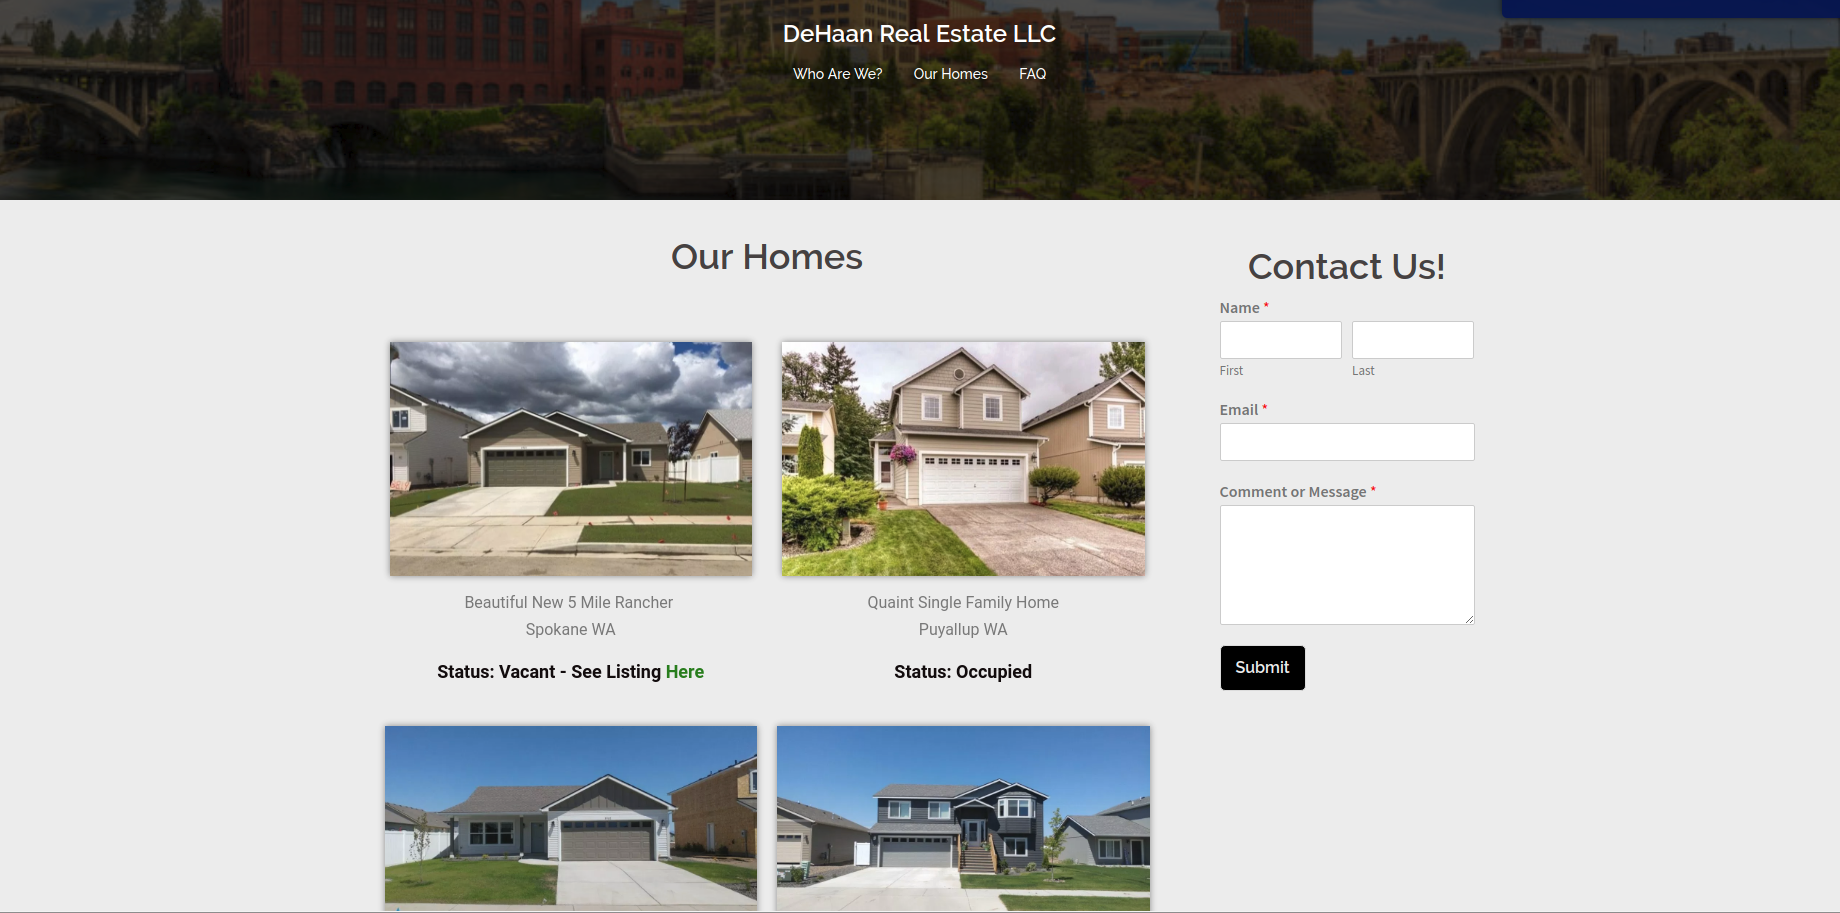 DeHaan Real Estate LLC
Who Are We? Our Homes FAQ
Our Homes
Beautiful New 5 Mile Rancher
Spokane WA
Status: Vacant - See Listing Here
Quaint Single Family Home
Puyallup WA
Status: Occupied
Contact Us!
Name *
First Last
Email *
Comment or Message *
Submit